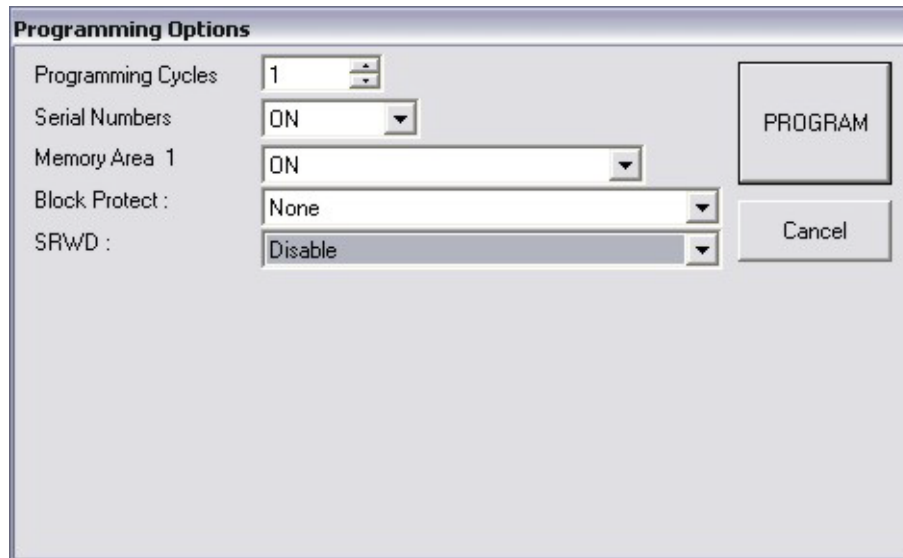 Programming Options
Programming Cycles 1
Serial Numbers ON
Memory Area 1 ON
Block Protect : None
SRWD : Disable
PROGRAM
Cancel